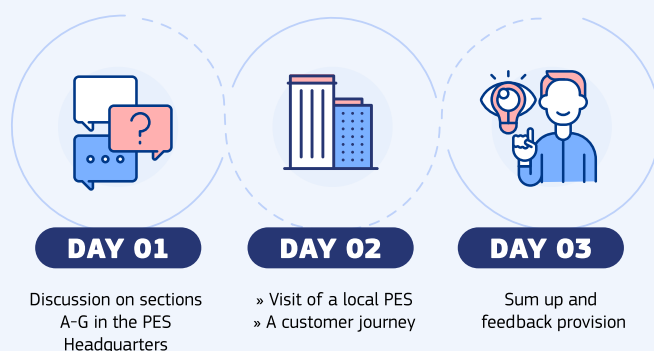 ?
DAY 01
Discussion on sections
A-G in the PES
Headquarters
DAY 02
» Visit of a local PES
» A customer journey
DAY 03
Sum up and
feedback provision